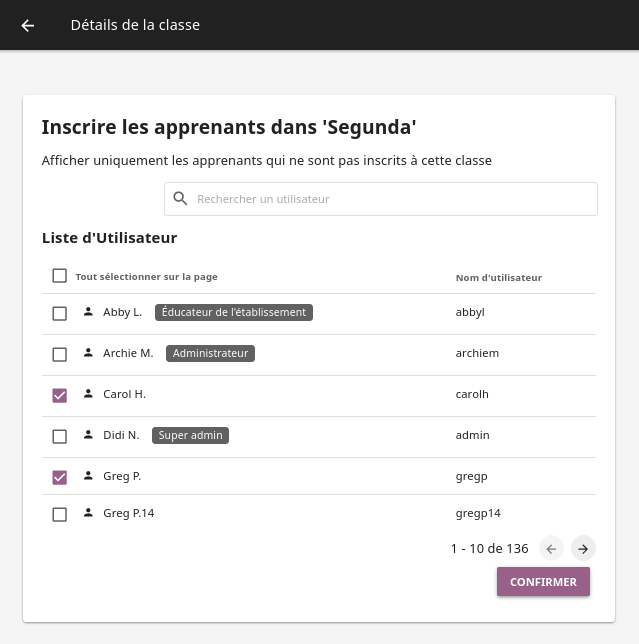 Détails de la classe
Inscrire les apprenants dans 'Segunda'
Afficher uniquement les apprenants qui ne sont pas inscrits à cette classe
Rechercher un utilisateur
Liste d'Utilisateur
Tout sélectionner sur la page Nom d'utilisateur
Abby L. Éducateur de l'établissement abbyl
Archie M. Administrateur archiem
Carol H. carolh
Didi N. Super admin admin
Greg P. gregp
Greg P.14 gregp14
1 - 10 de 136
CONFIRMER